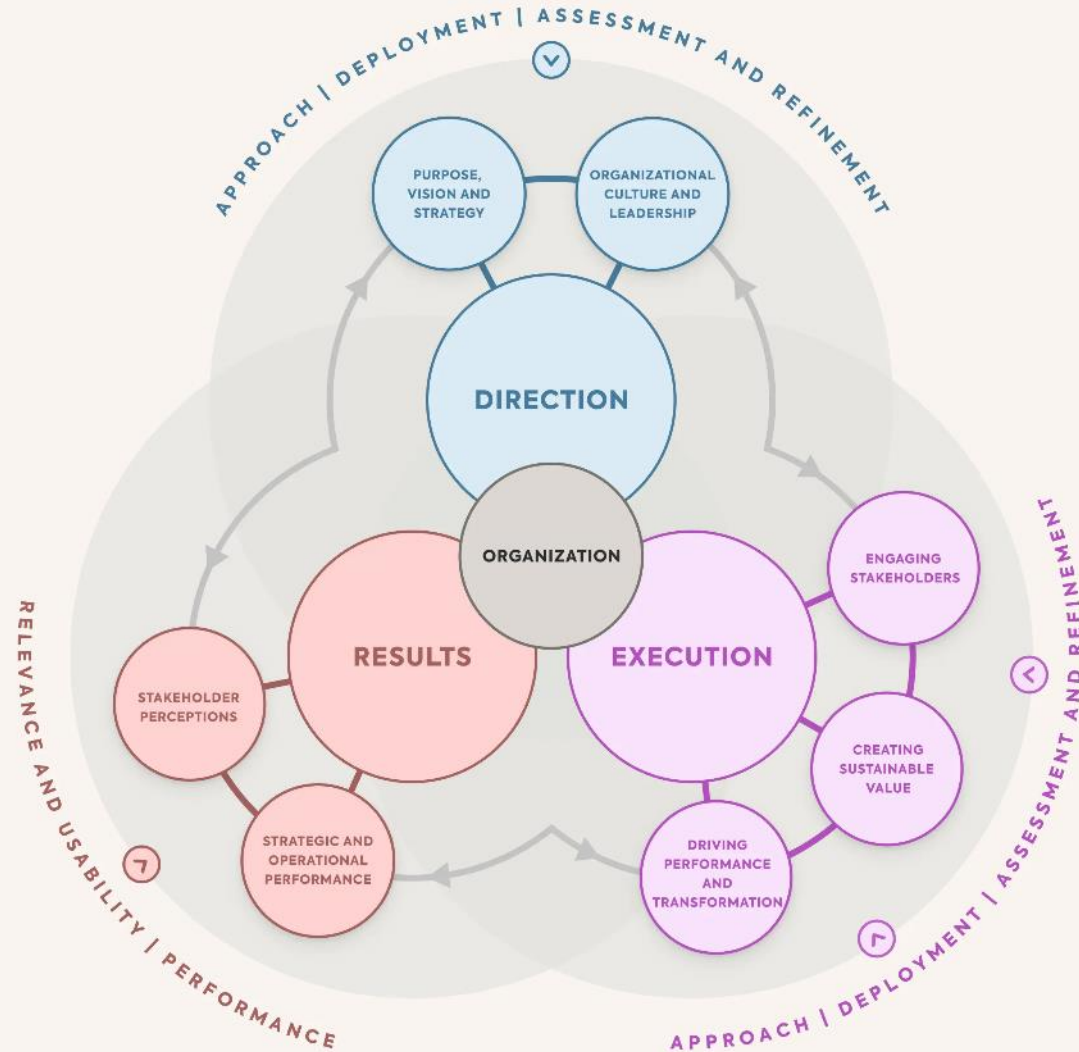 APPROACH | DEPLOYMENT | ASSESSMENT AND REFINEMENT
PURPOSE,
VISION AND
STRATEGY
ORGANIZATIONAL
CULTURE AND
LEADERSHIP
DIRECTION
ORGANIZATION
RESULTS
EXECUTION
ENGAGING
STAKEHOLDERS
CREATING
SUSTAINABLE
VALUE
DRIVING
PERFORMANCE
AND
TRANSFORMATION
APPROACH | DEPLOYMENT | ASSESSMENT AND REFINEMENT
STAKEHOLDER
PERCEPTIONS
STRATEGIC AND
OPERATIONAL
PERFORMANCE
RELEVANCE AND USABILITY | PERFORMANCE